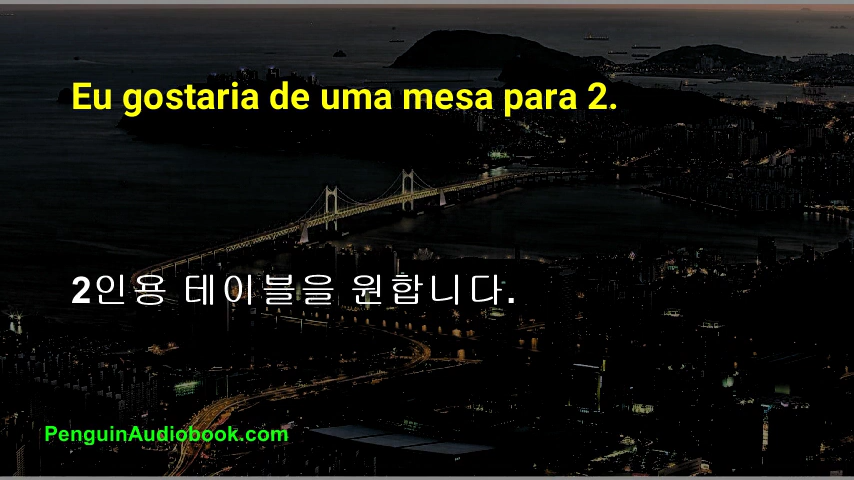 Eu gostaria de uma mesa para 2.
2인용 테이블을 원합니다.
PenguinAudiobook.com